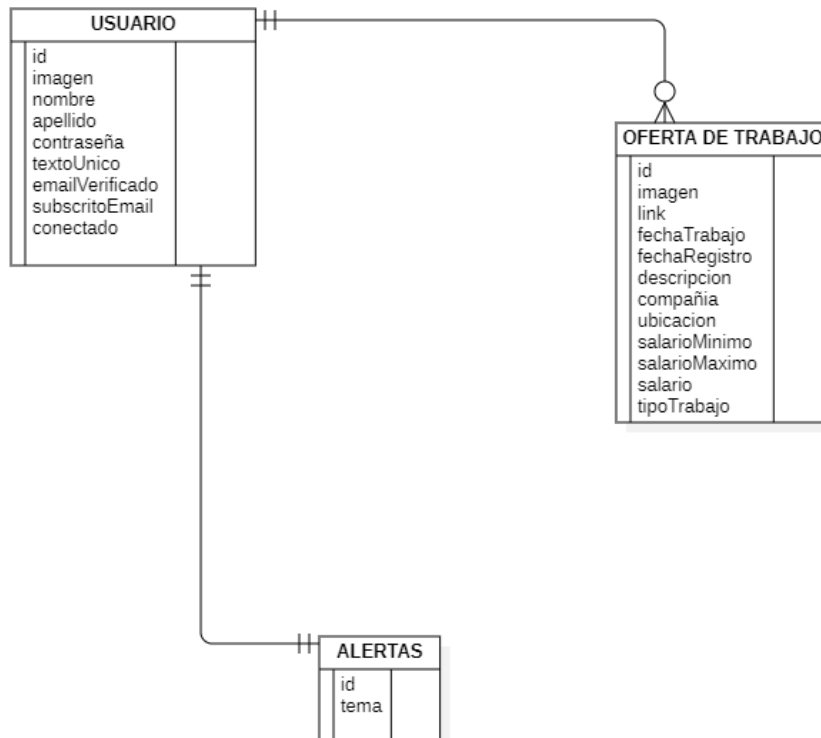 USUARIO
id
imagen
nombre
apellido
contraseña
textoUnico
emailVerificado
subscritoEmail
conectado
OFERTA DE TRABAJO
id
imagen
link
fechaTrabajo
fechaRegistro
descripcion
compañia
ubicacion
salarioMinimo
salarioMaximo
salario
tipoTrabajo
ALERTAS
id
tema